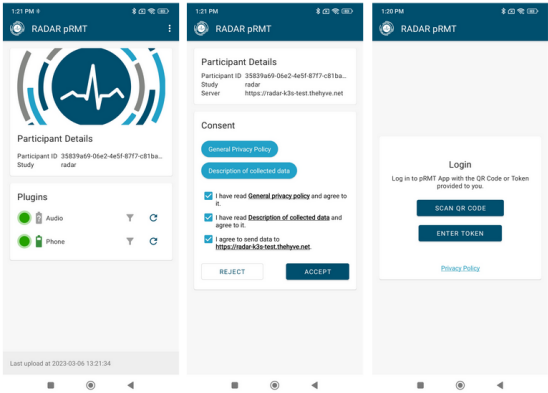 1:21 PM
RADAR pRMT
Participant Details
Participant ID 35839a69-06e2-4e5f-87f7-c81ba...
Study radar
Plugins
Audio
Phone
Last upload at 2023-03-06 13:21:34
1:21 PM
RADAR pRMT
Participant Details
Participant ID 35839a69-06e2-4e5f-87f7-c81ba...
Study radar
Server https://radar-k3s-test.thehyve.net
Consent
General Privacy Policy
Description of collected data
I have read General privacy policy and agree to
it.
I have read Description of collected data and
agree to it.
I agree to send data to
https://radar-k3s-test.thehyve.net.
REJECT ACCEPT
1:20 PM
RADAR pRMT
Login
Log in to pRMT App with the QR Code or Token
provided to you.
SCAN QR CODE
ENTER TOKEN
Privacy Policy